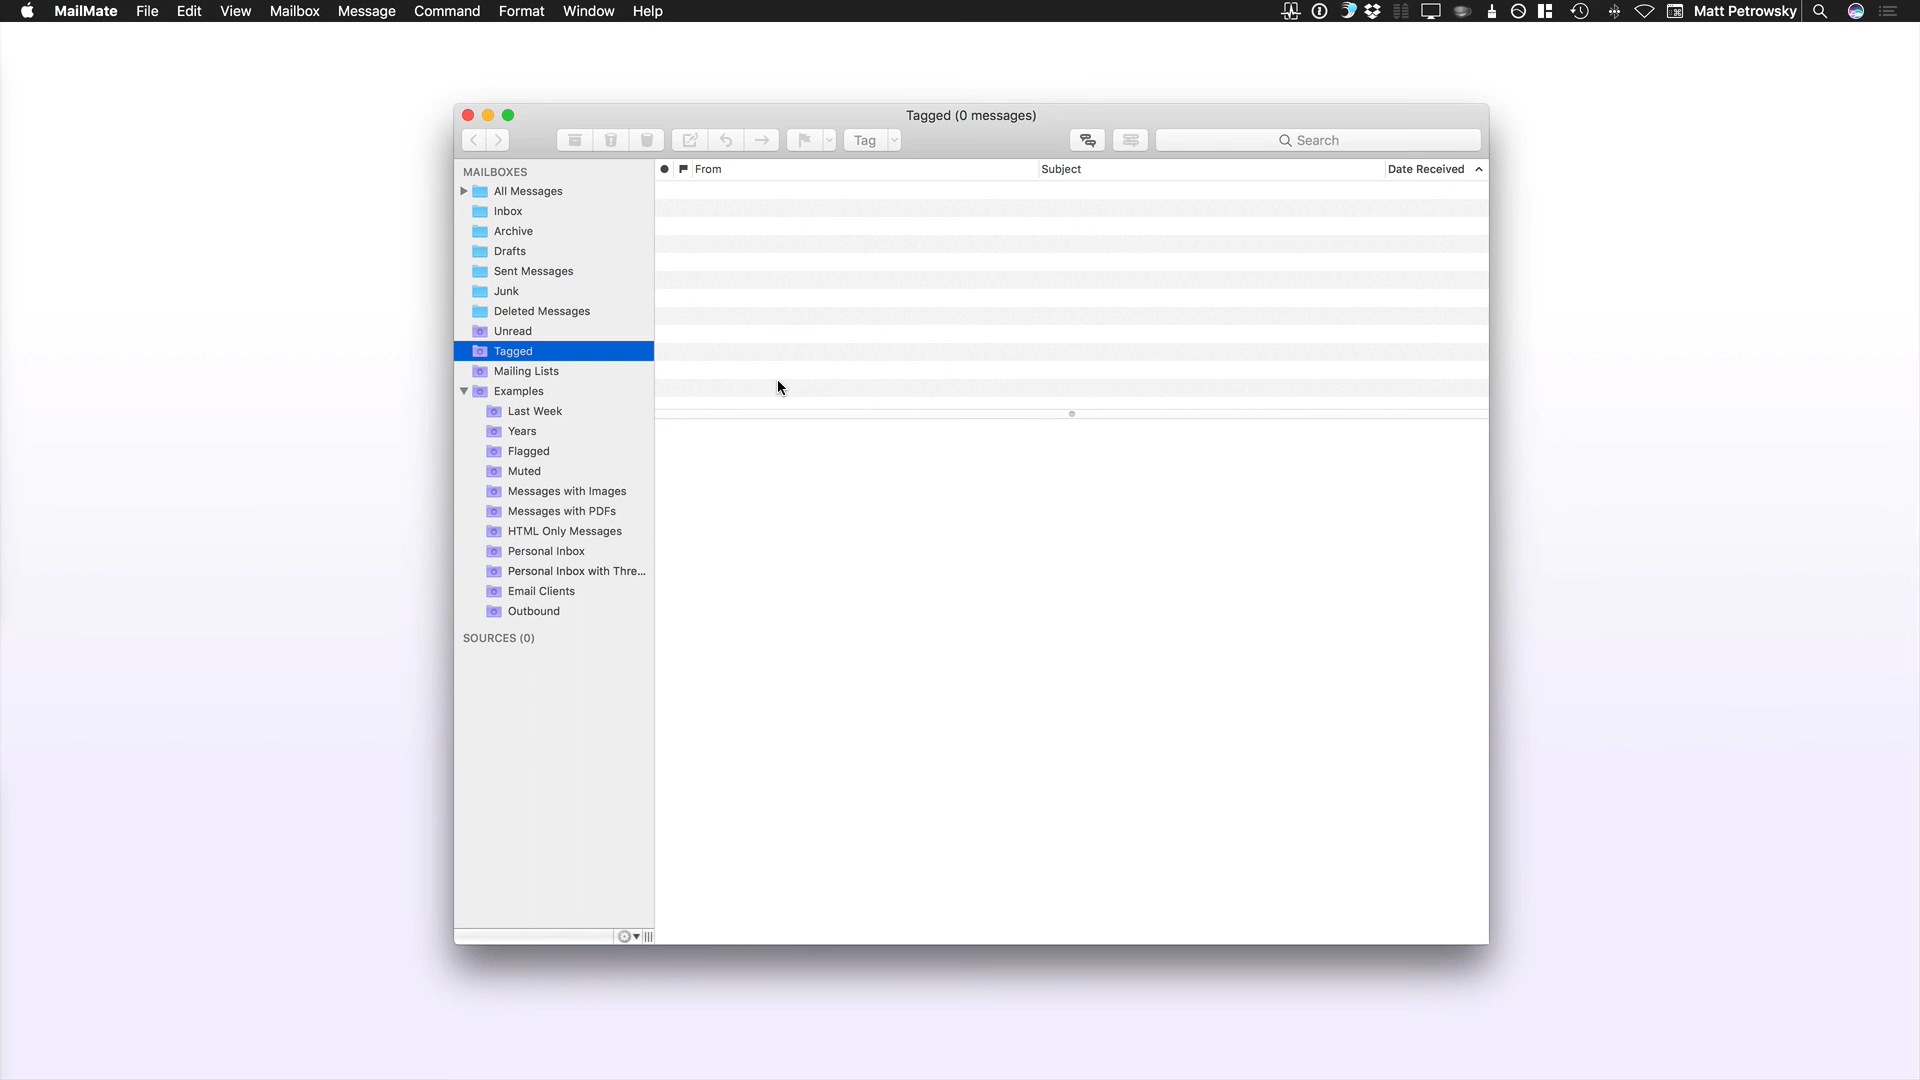 MailMate File Edit View Mailbox Message Command Format Window Help Matt Petrowsky
Tagged (0 messages)
Tag Search
MAILBOXES
From Subject Date Received
All Messages
Inbox
Archive
Drafts
Sent Messages
Junk
Deleted Messages
Unread
Tagged
Mailing Lists
Examples
Last Week
Years
Flagged
Muted
Messages with Images
Messages with PDFs
HTML Only Messages
Personal Inbox
Personal Inbox with Thre...
Email Clients
Outbound
SOURCES (0)